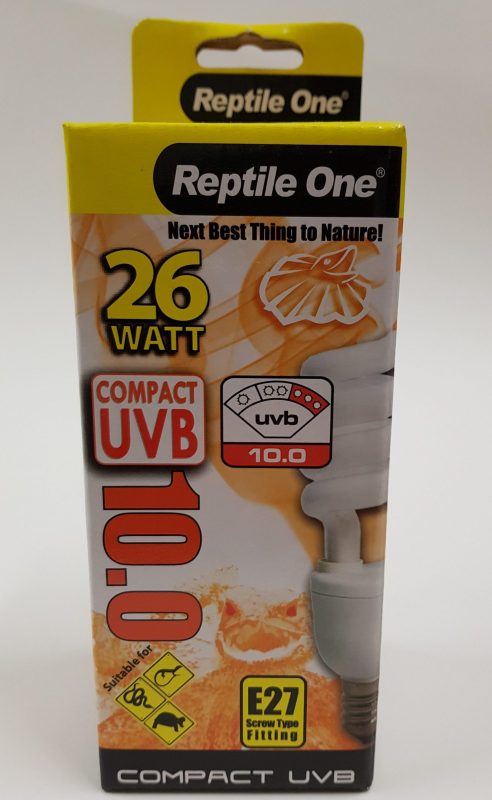 Reptile One®
Reptile One®
Next Best Thing to Nature!
26
WATT
COMPACT
UVB
uvb
10.0
10.0
Suitable for
E27
Screw Type
Fitting
COMPACT UVB